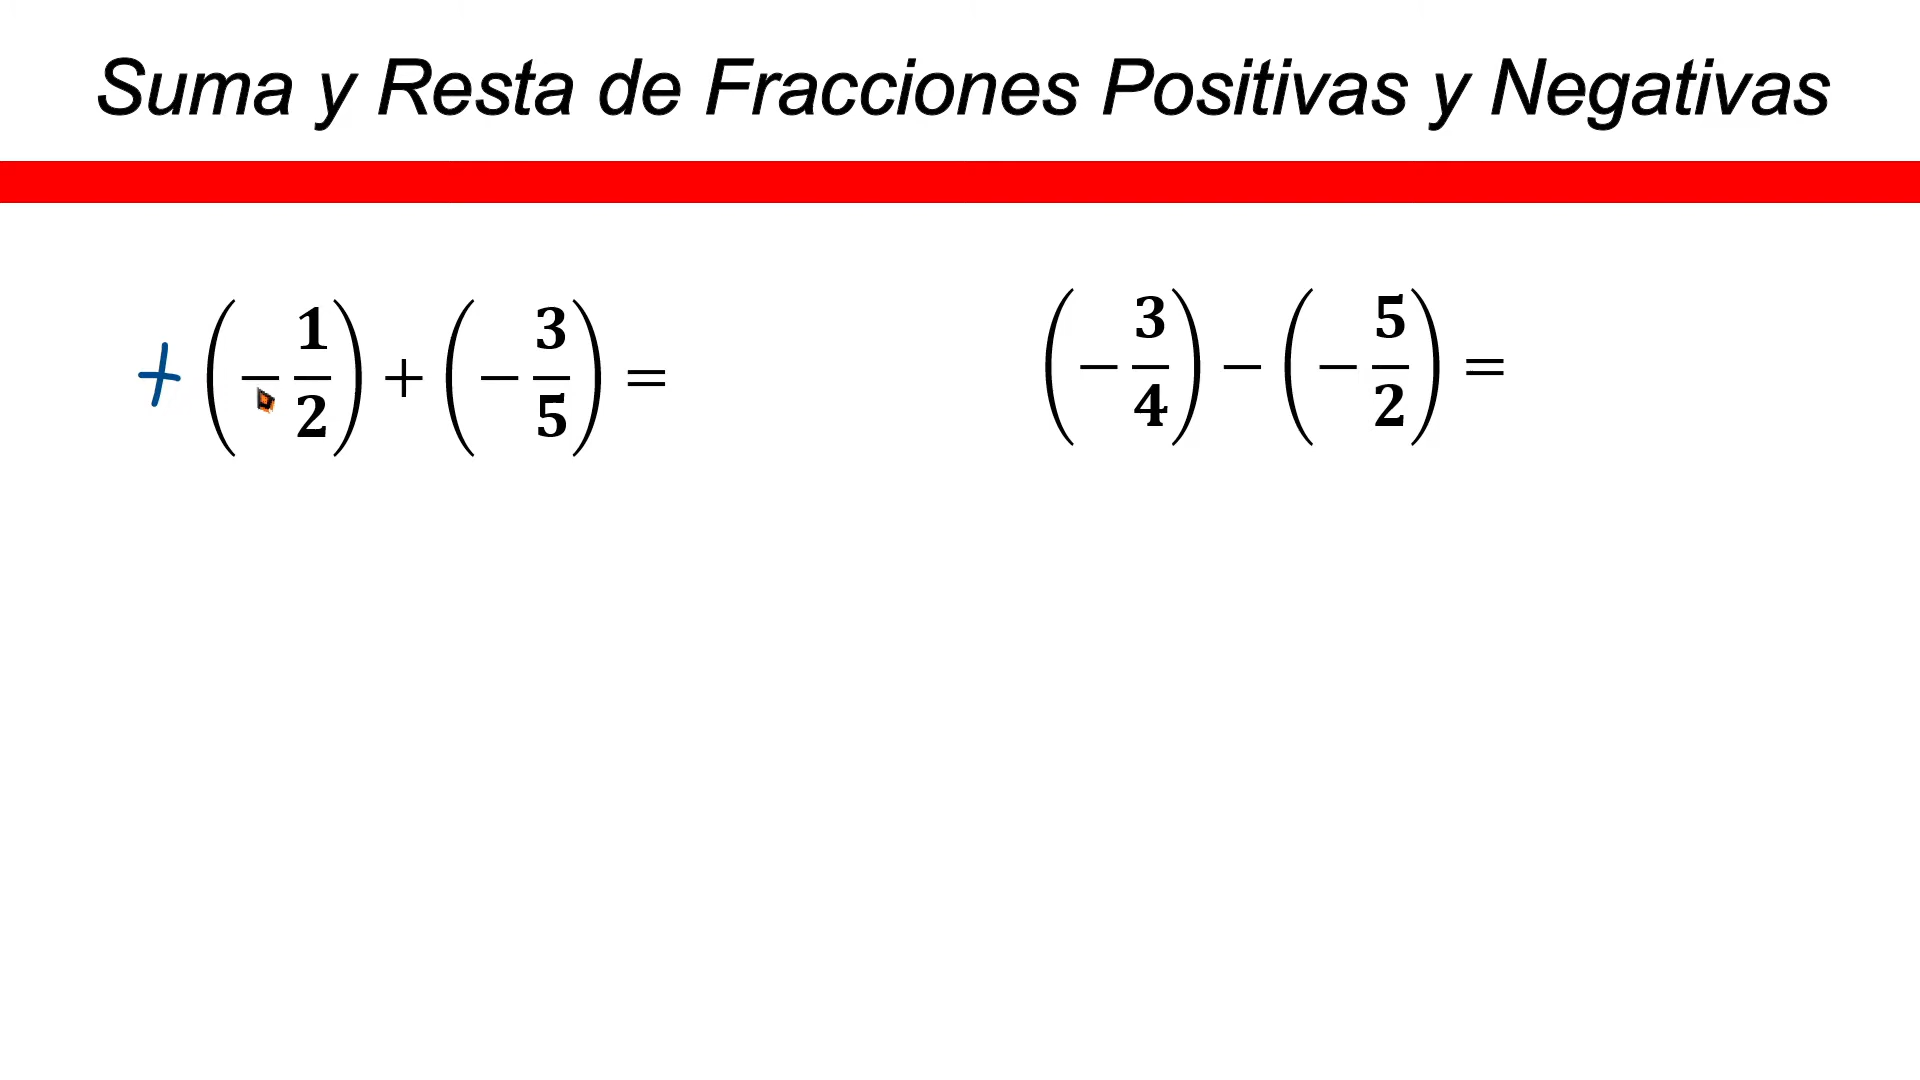 Suma y Resta de Fracciones Positivas y Negativas
+ (− 1/2) + (− 3/5) =
(− 3/4) − (− 5/2) =